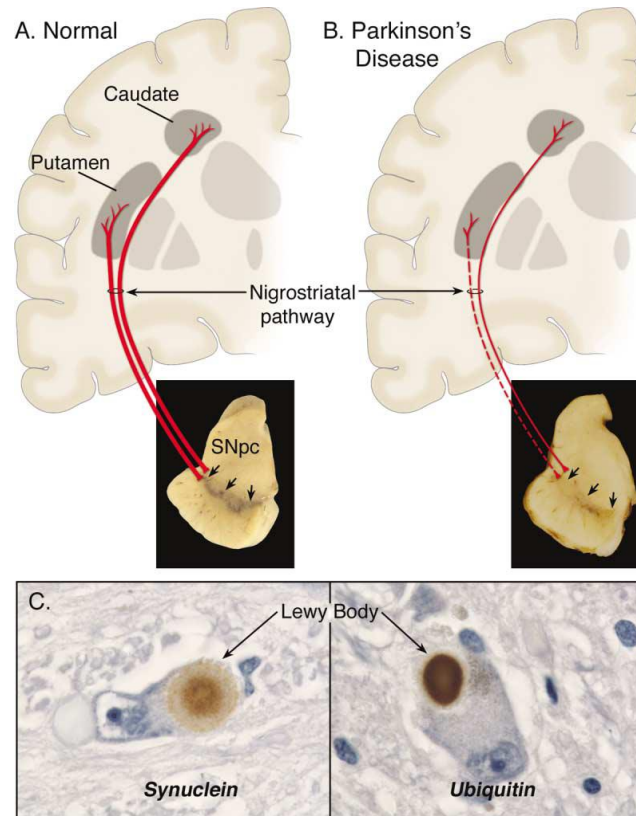 A. Normal
B. Parkinson's
Disease
Caudate
Putamen
Nigrostriatal
pathway
SNpc
C.
Lewy Body
Synuclein
Ubiquitin